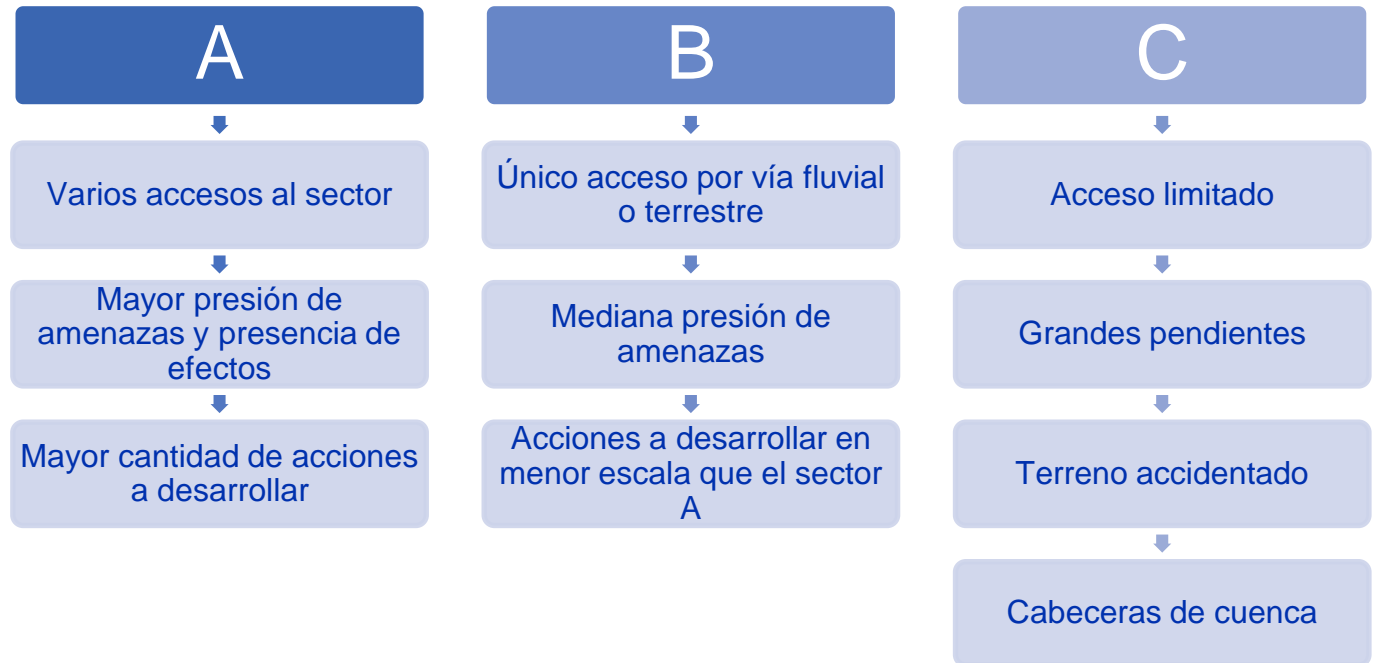 A
Varios accesos al sector
Mayor presión de
amenazas y presencia de
efectos
Mayor cantidad de acciones
a desarrollar
B
Único acceso por vía fluvial
o terrestre
Mediana presión de
amenazas
Acciones a desarrollar en
menor escala que el sector
A
C
Acceso limitado
Grandes pendientes
Terreno accidentado
Cabeceras de cuenca